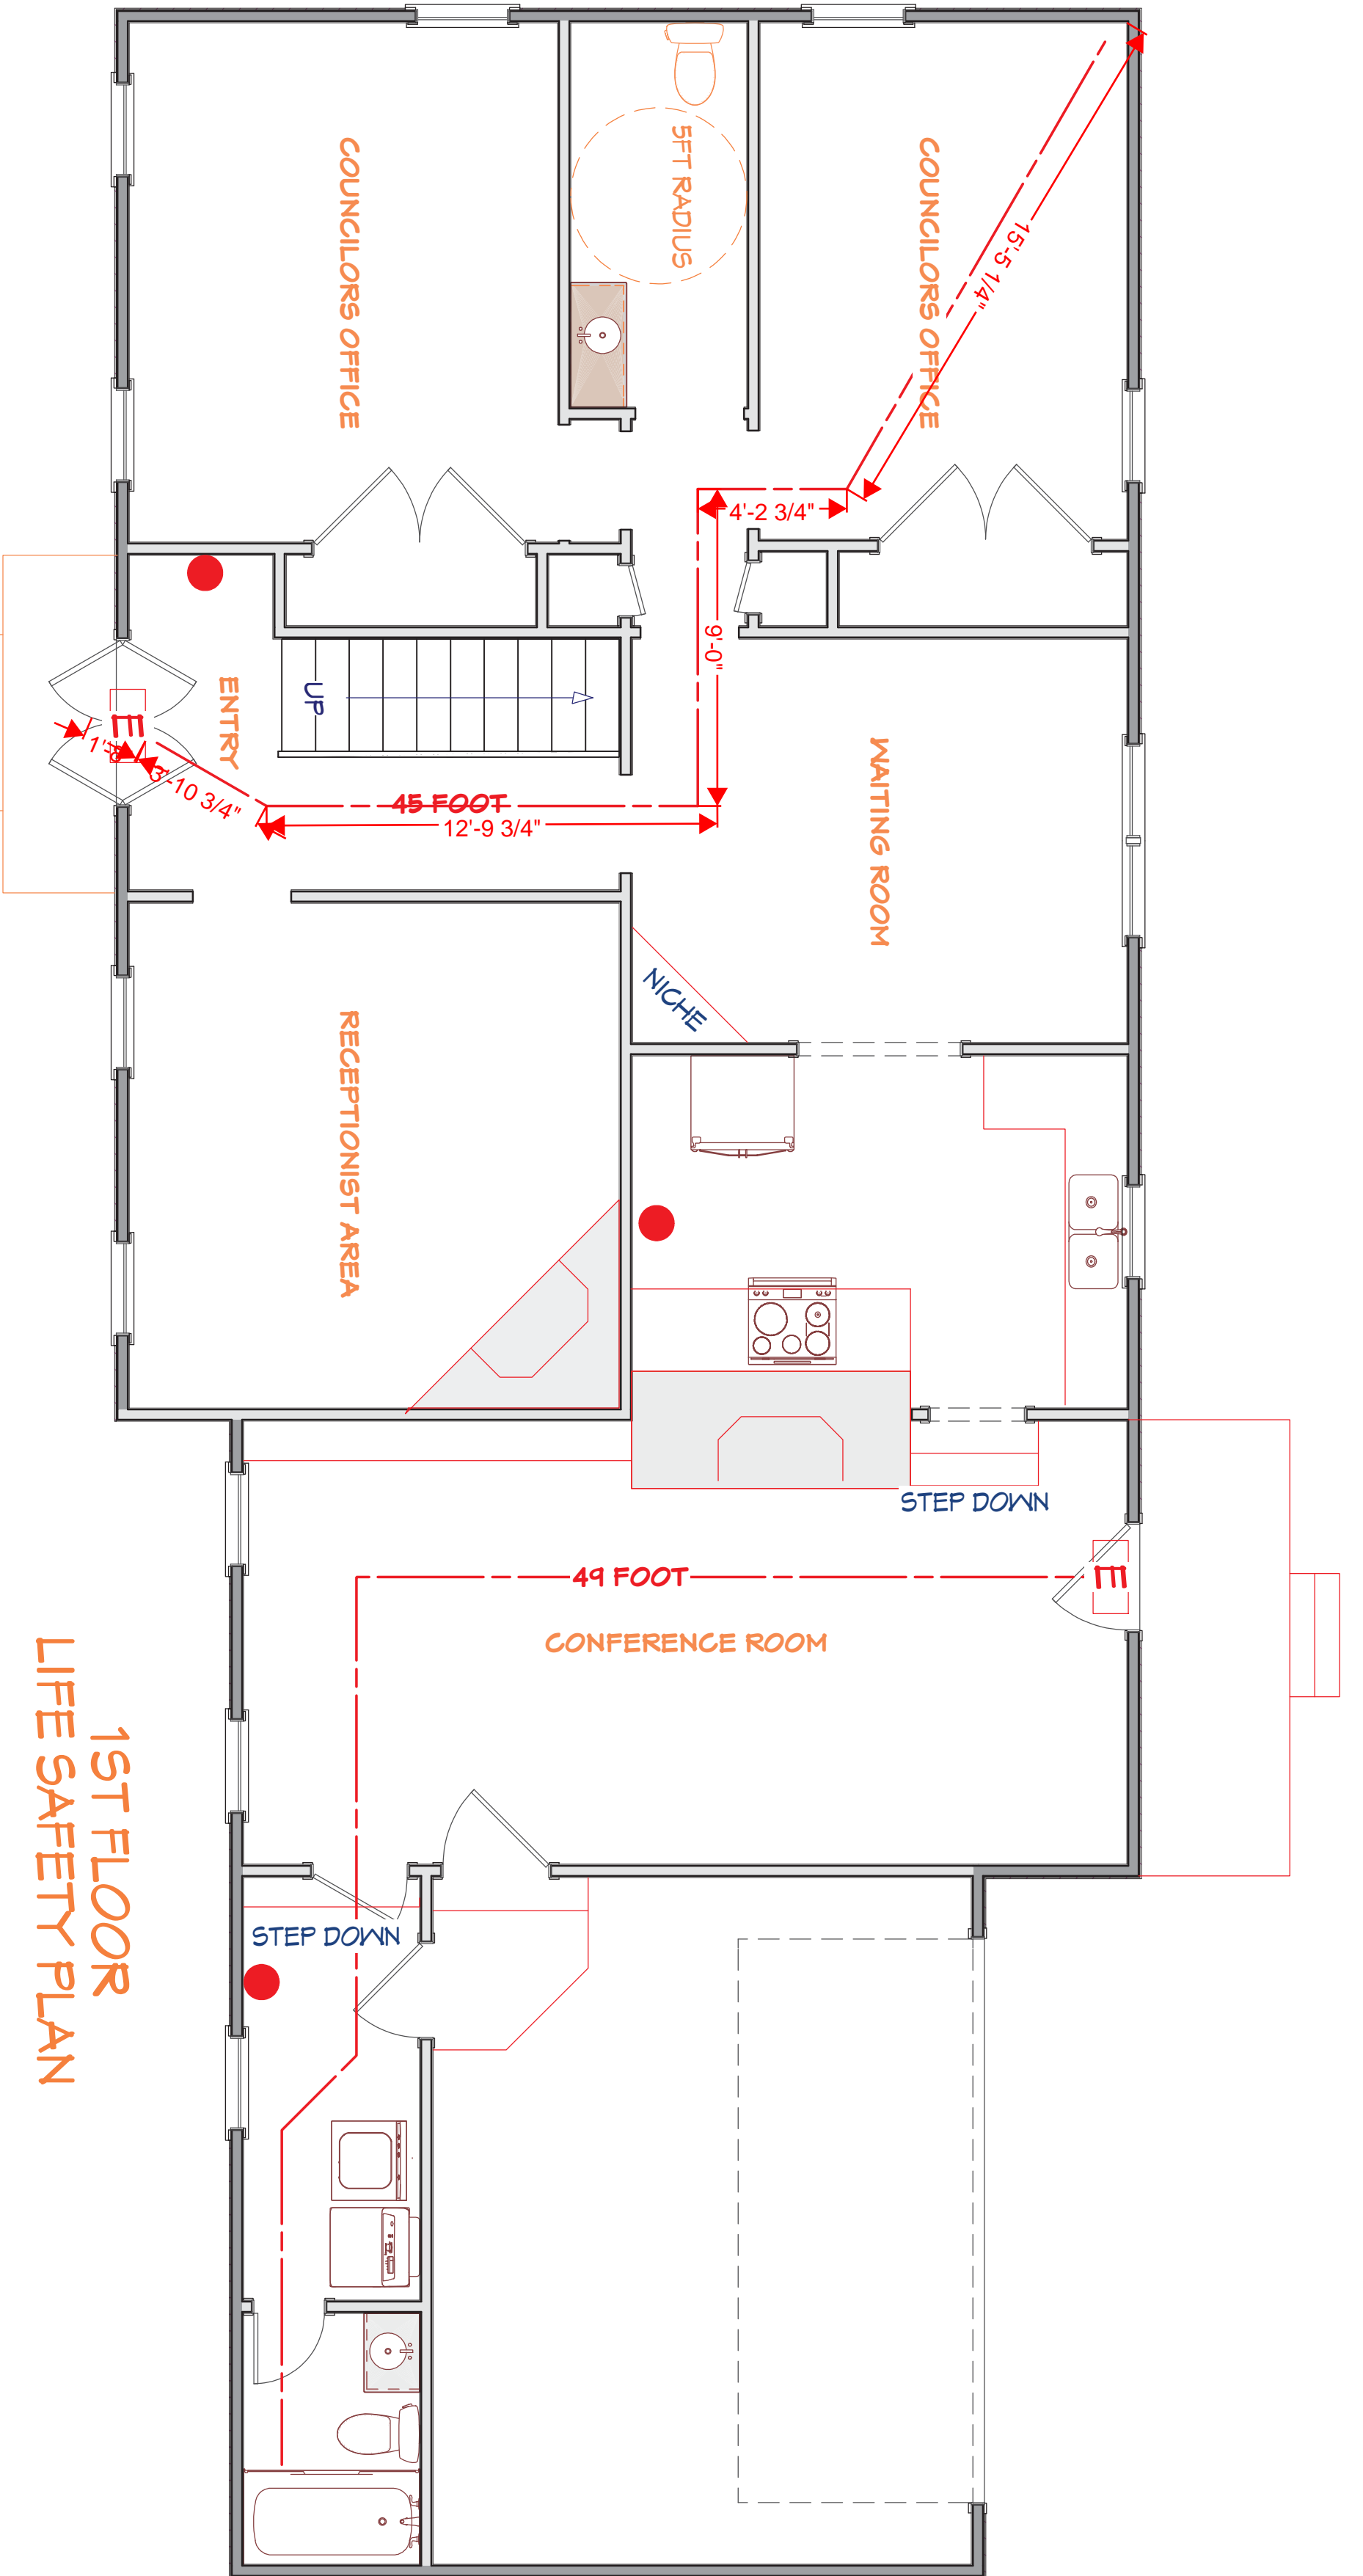 COUNCILORS OFFICE
5FT RADIUS
COUNCILORS OFFICE
15'-5 1/4"
4'-2 3/4"
9'-0"
UP
ENTRY
E
3'-10 3/4"
45 FOOT
12'-9 3/4"
WAITING ROOM
NICHE
RECEPTIONIST AREA
STEP DOWN
49 FOOT
E
CONFERENCE ROOM
STEP DOWN
1ST FLOOR
LIFE SAFETY PLAN